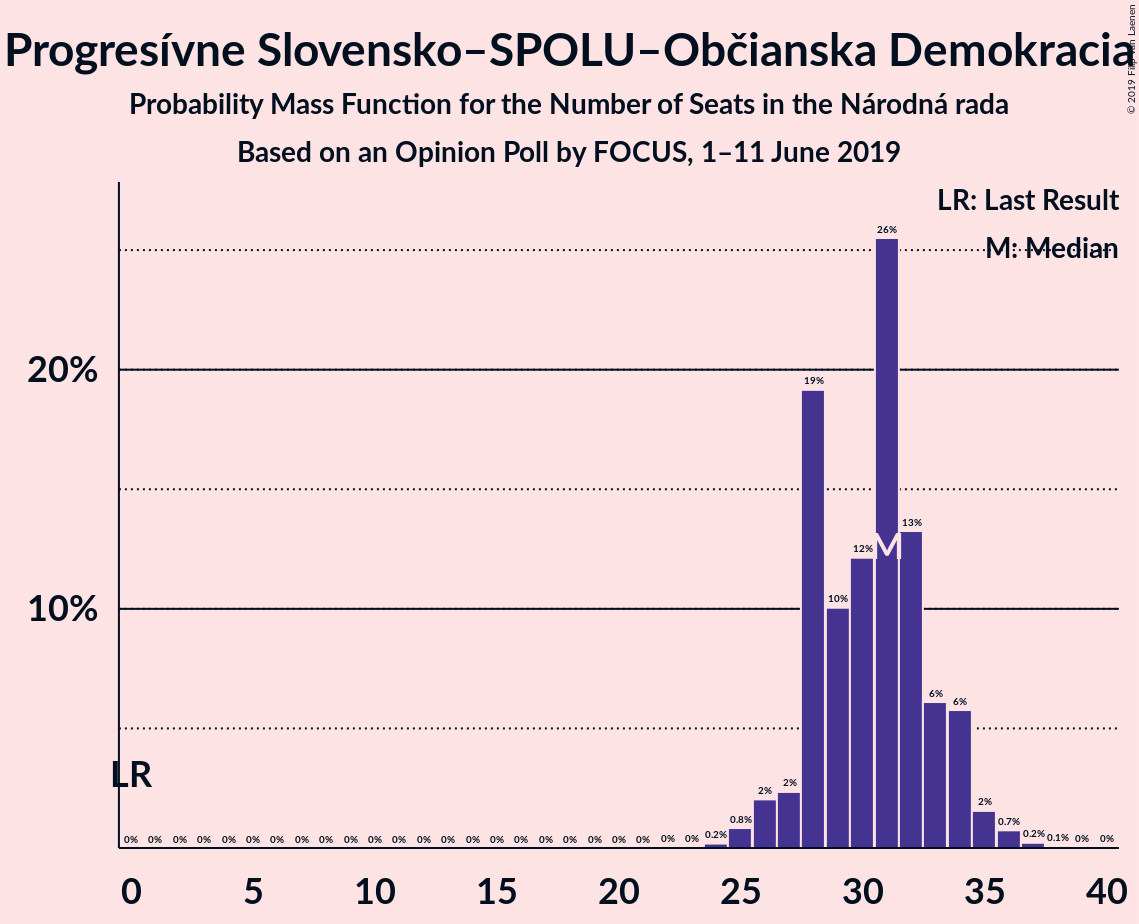 Progresívne Slovensko–SPOLU–Občianska Demokracia
© 2019 Filip van Laenen
Probability Mass Function for the Number of Seats in the Národná rada
Based on an Opinion Poll by FOCUS, 1–11 June 2019
LR: Last Result
M: Median
26%
20%
19%
13%
12%
M
10%
10%
6%
6%
LR
2%
2%
2%
0% 0% 0% 0% 0% 0% 0% 0% 0% 0% 0% 0% 0% 0% 0% 0% 0% 0% 0% 0% 0% 0% 0% 0% 0.2% 0.8% 0.7% 0.2% 0.1% 0% 0%
0 5 10 15 20 25 30 35 40